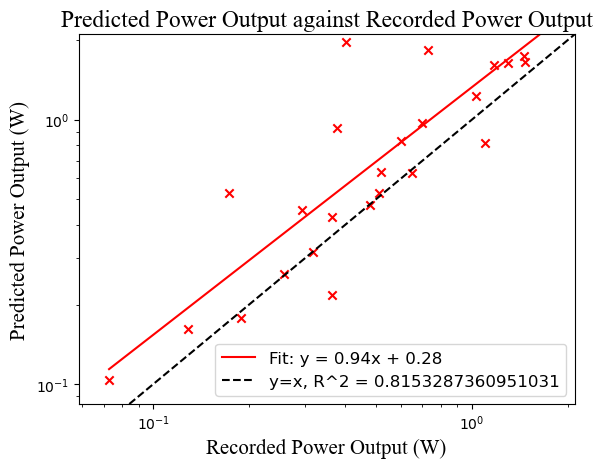 Predicted Power Output against Recorded Power Output
Predicted Power Output (W)
10⁰
10⁻¹
Fit: y = 0.94x + 0.28
y=x, R^2 = 0.8153287360951031
10⁻¹
10⁰
Recorded Power Output (W)